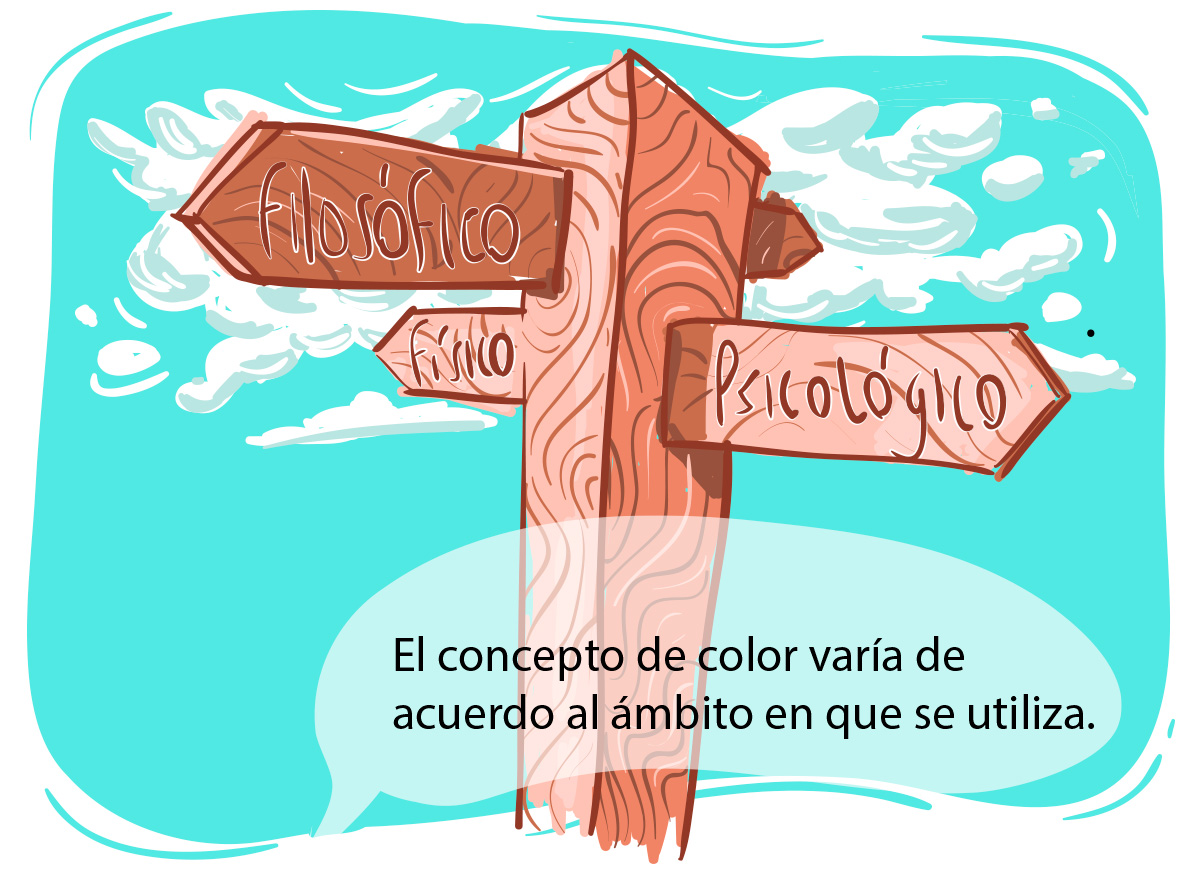 Filosófico
Físico
Psicológico
El concepto de color varía de
acuerdo al ámbito en que se utiliza.